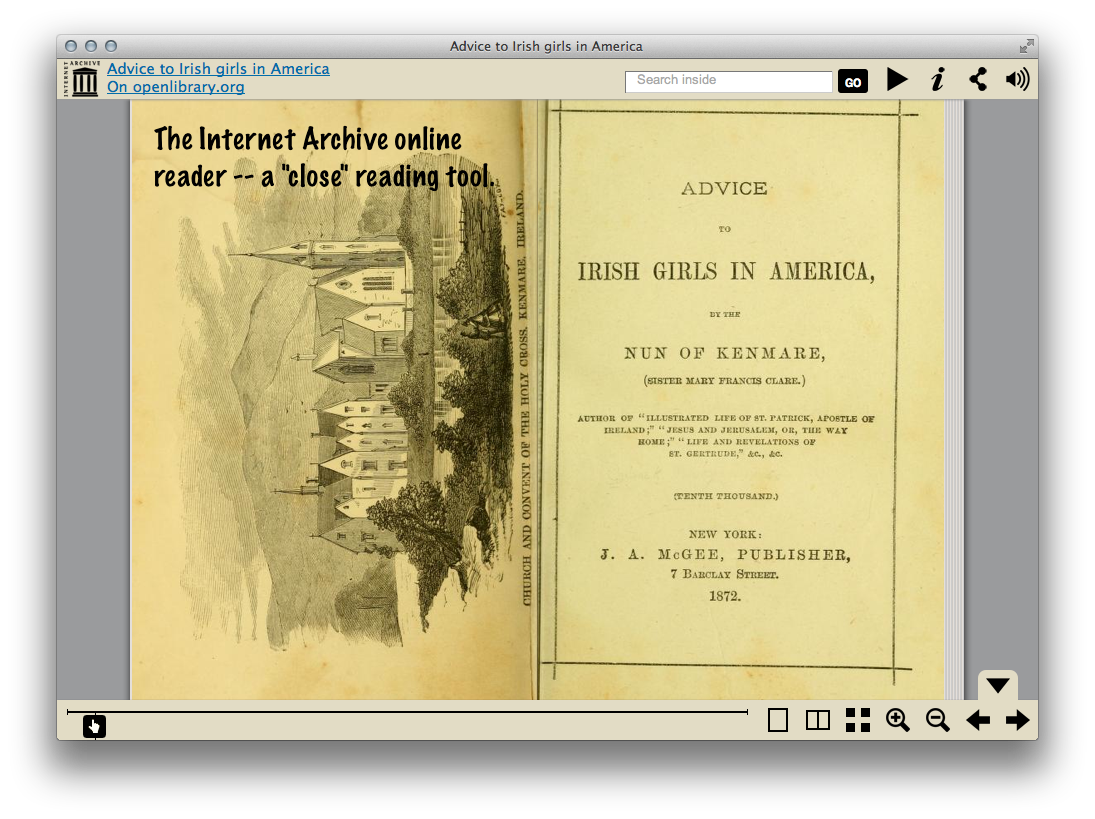 Advice to Irish girls in America
INTERNET ARCHIVE
Advice to Irish girls in America
On openlibrary.org
Search inside
GO
i
The Internet Archive online
reader -- a "close" reading tool.
CHURCH AND CONVENT OF THE HOLY CROSS, KENMARE, IRELAND.
ADVICE
TO
IRISH GIRLS IN AMERICA,
BY THE
NUN OF KENMARE,
(SISTER MARY FRANCIS CLARE.)
AUTHOR OF "ILLUSTRATED LIFE OF ST. PATRICK, APOSTLE OF
IRELAND;" "JESUS AND JERUSALEM, OR, THE WAY
HOME;" "LIFE AND REVELATIONS OF
ST. GERTRUDE," &C., &C.
(TENTH THOUSAND.)
NEW YORK:
J. A. McGEE, PUBLISHER,
7 BARCLAY STREET.
1872.